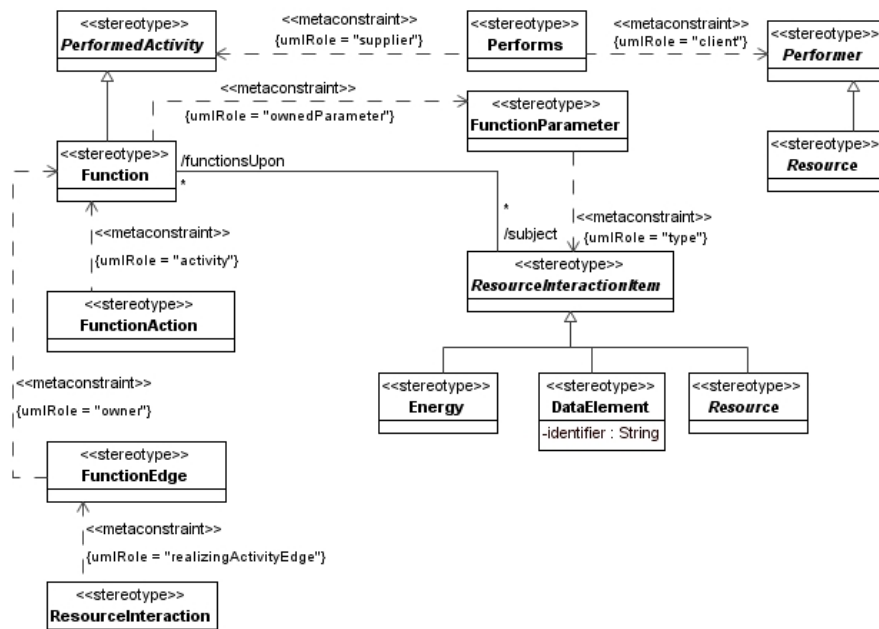 <<stereotype>>
PerformedActivity
<<metaconstraint>>
{umlRole = "supplier"}
<<stereotype>>
Performs
<<metaconstraint>>
{umlRole = "client"}
<<stereotype>>
Performer
<<metaconstraint>>
{umlRole = "ownedParameter"}
<<stereotype>>
FunctionParameter
<<stereotype>>
Function
/functionsUpon
*
<<stereotype>>
Resource
*
/subject
<<metaconstraint>>
{umlRole = "type"}
<<metaconstraint>>
{umlRole = "activity"}
<<stereotype>>
ResourceInteractionItem
<<stereotype>>
FunctionAction
<<metaconstraint>>
{umlRole = "owner"}
<<stereotype>>
Energy
<<stereotype>>
DataElement
-identifier : String
<<stereotype>>
Resource
<<stereotype>>
FunctionEdge
<<metaconstraint>>
{umlRole = "realizingActivityEdge"}
<<stereotype>>
ResourceInteraction